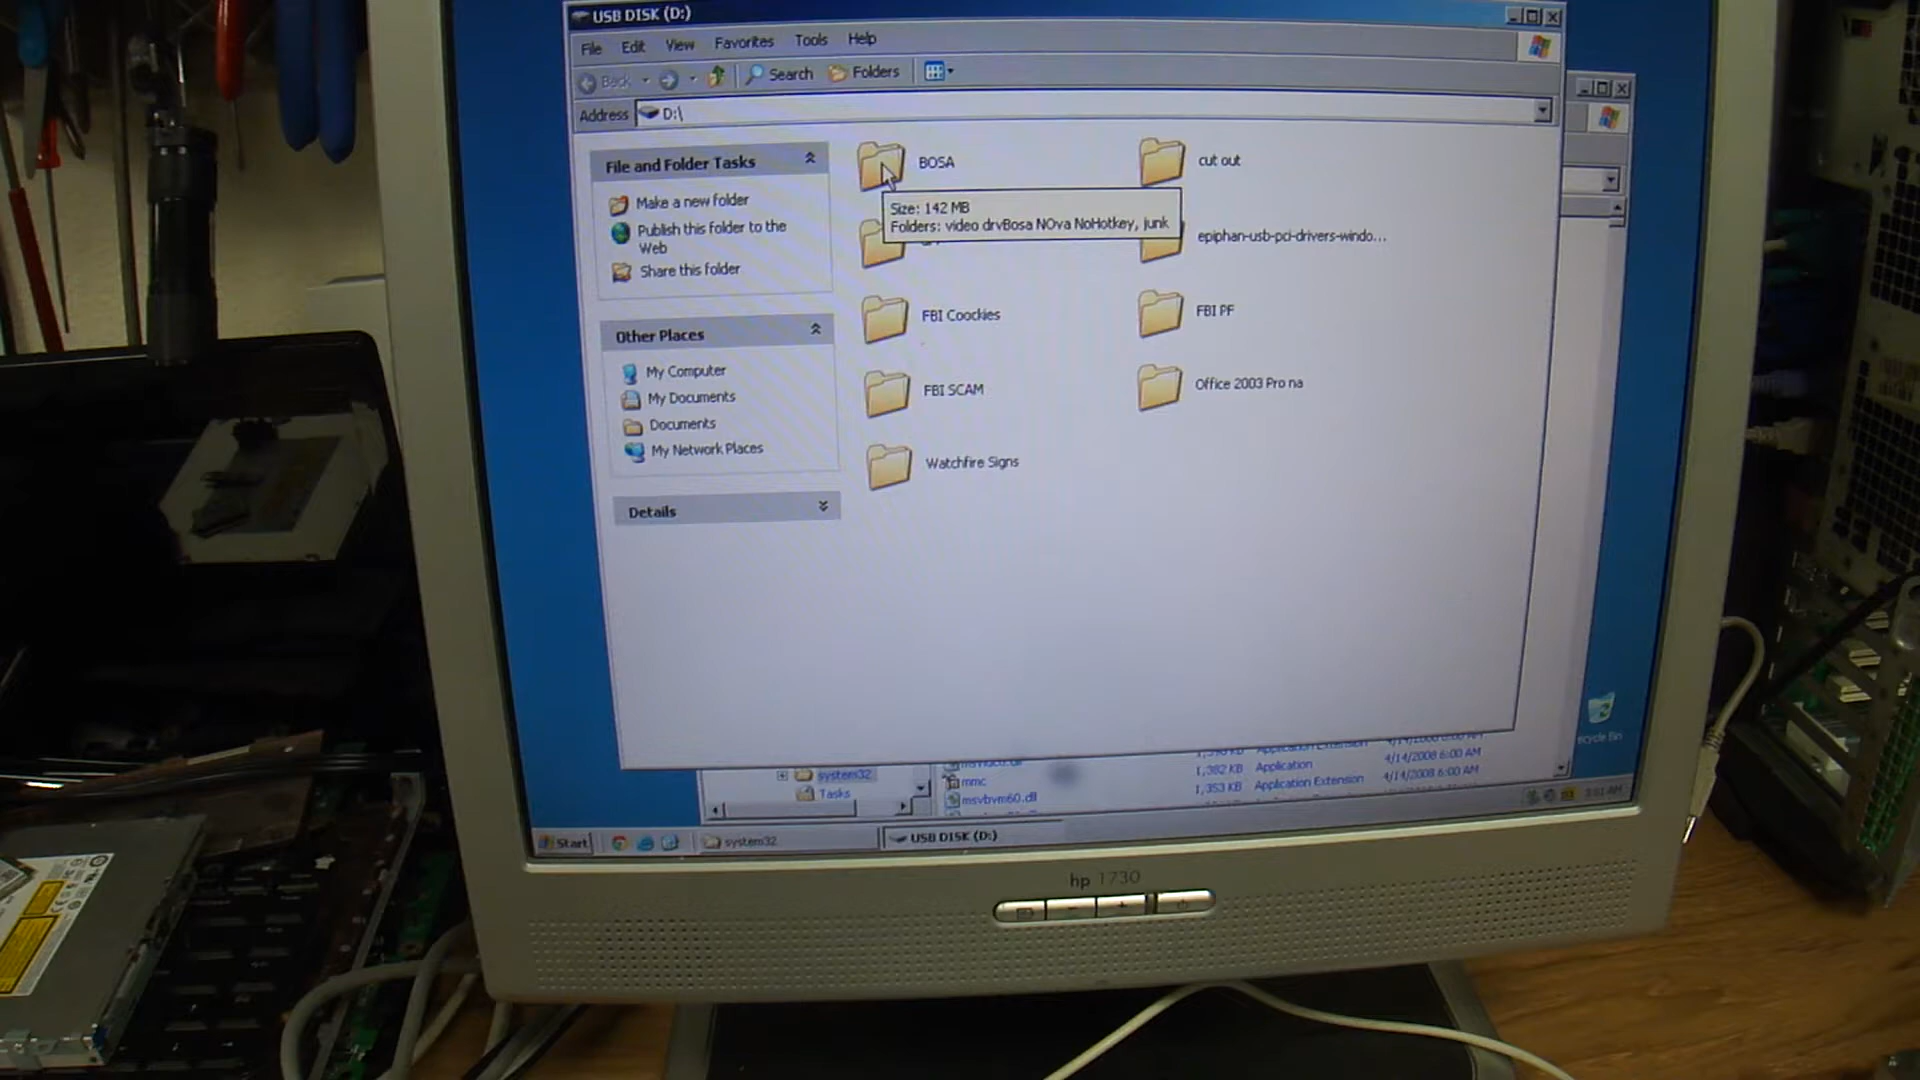 USB DISK (D:)
File Edit View Favorites Tools Help
Back Search Folders
Address D:\
File and Folder Tasks
Make a new folder
Publish this folder to the
Web
Share this folder
Other Places
My Computer
My Documents
Documents
My Network Places
Details
BOSA
cut out
Size: 142 MB
Folders: video drvBosa NOva NoHotkey, junk
epiphan-usb-pci-drivers-windo...
FBI Coockies
FBI PF
FBI SCAM
Office 2003 Pro na
Watchfire Signs
ecycle Bin
system32
Tasks
mmc
msvbvm60.dll
1,382 KB Application 4/14/2008 6:00 AM
1,353 KB Application Extension 4/14/2008 6:00 AM
Start system32 USB DISK (D:)
hp 1730